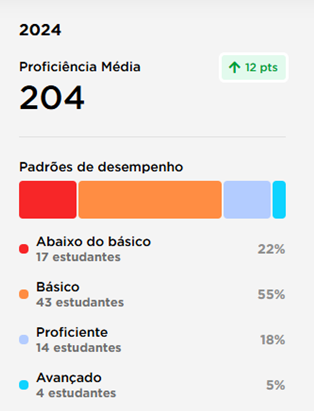 2024
Proficiência Média
↑ 12 pts
204
Padrões de desempenho
Abaixo do básico
17 estudantes
22%
Básico
43 estudantes
55%
Proficiente
14 estudantes
18%
Avançado
4 estudantes
5%